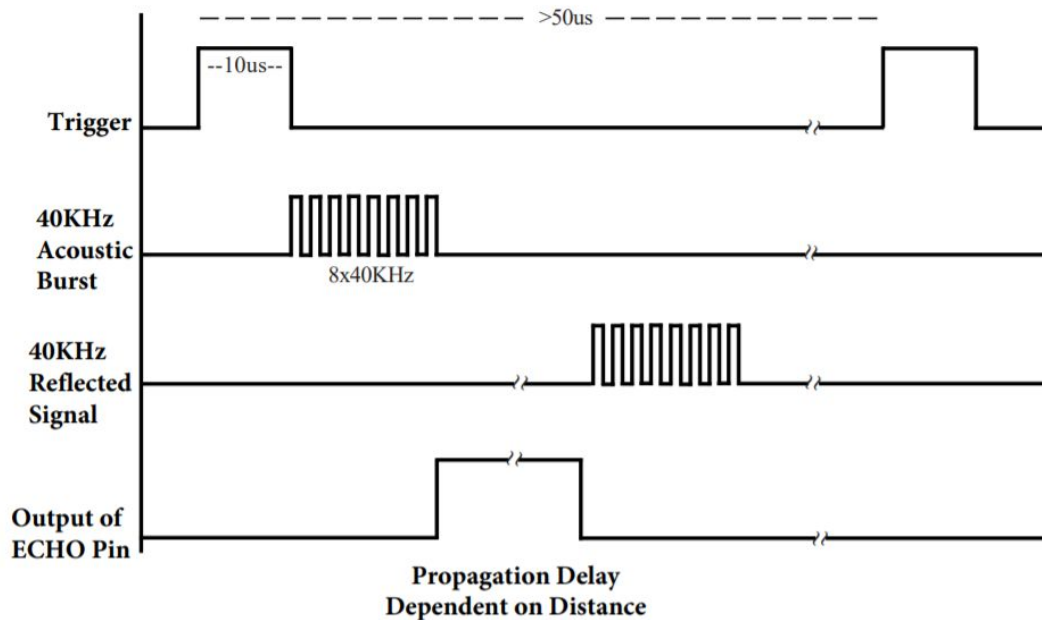 >50us
--10us--
Trigger
40KHz
Acoustic
Burst
8x40KHz
40KHz
Reflected
Signal
Output of
ECHO Pin
Propagation Delay
Dependent on Distance